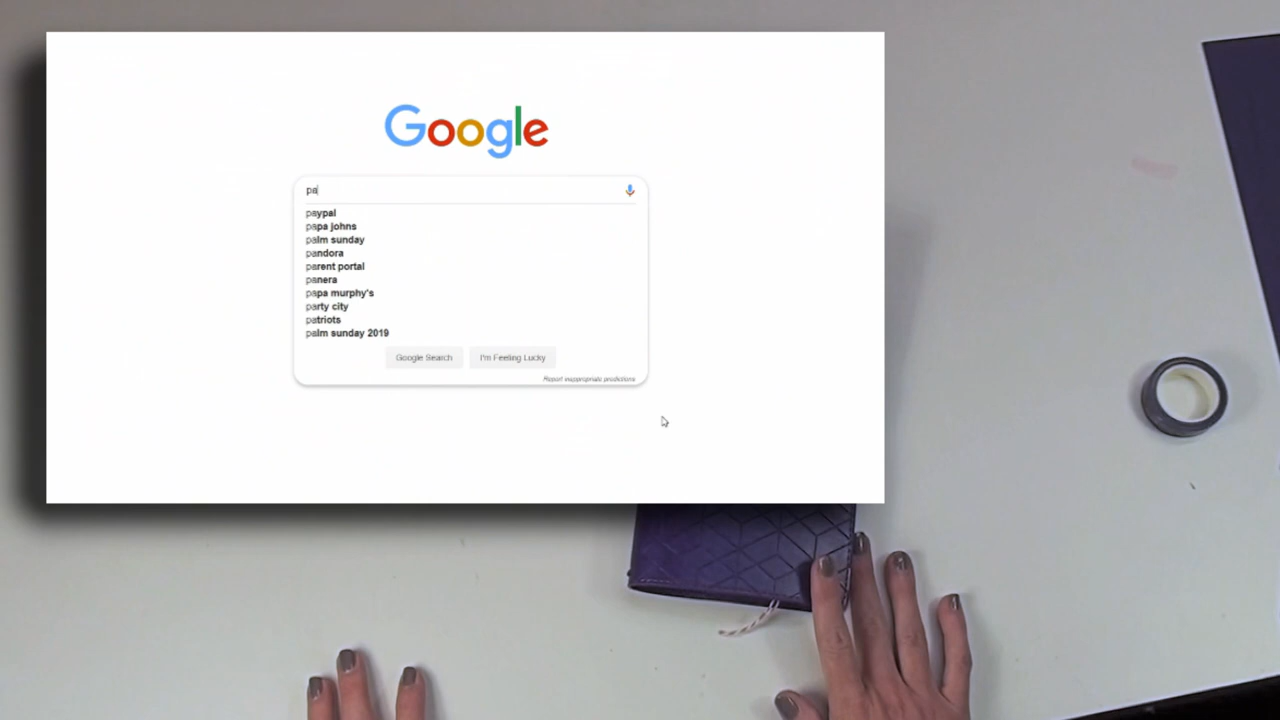 Google
pa
paypal
papa johns
palm sunday
pandora
parent portal
panera
papa murphy's
party city
patriots
palm sunday 2019
Google Search
I'm Feeling Lucky
Report inappropriate predictions